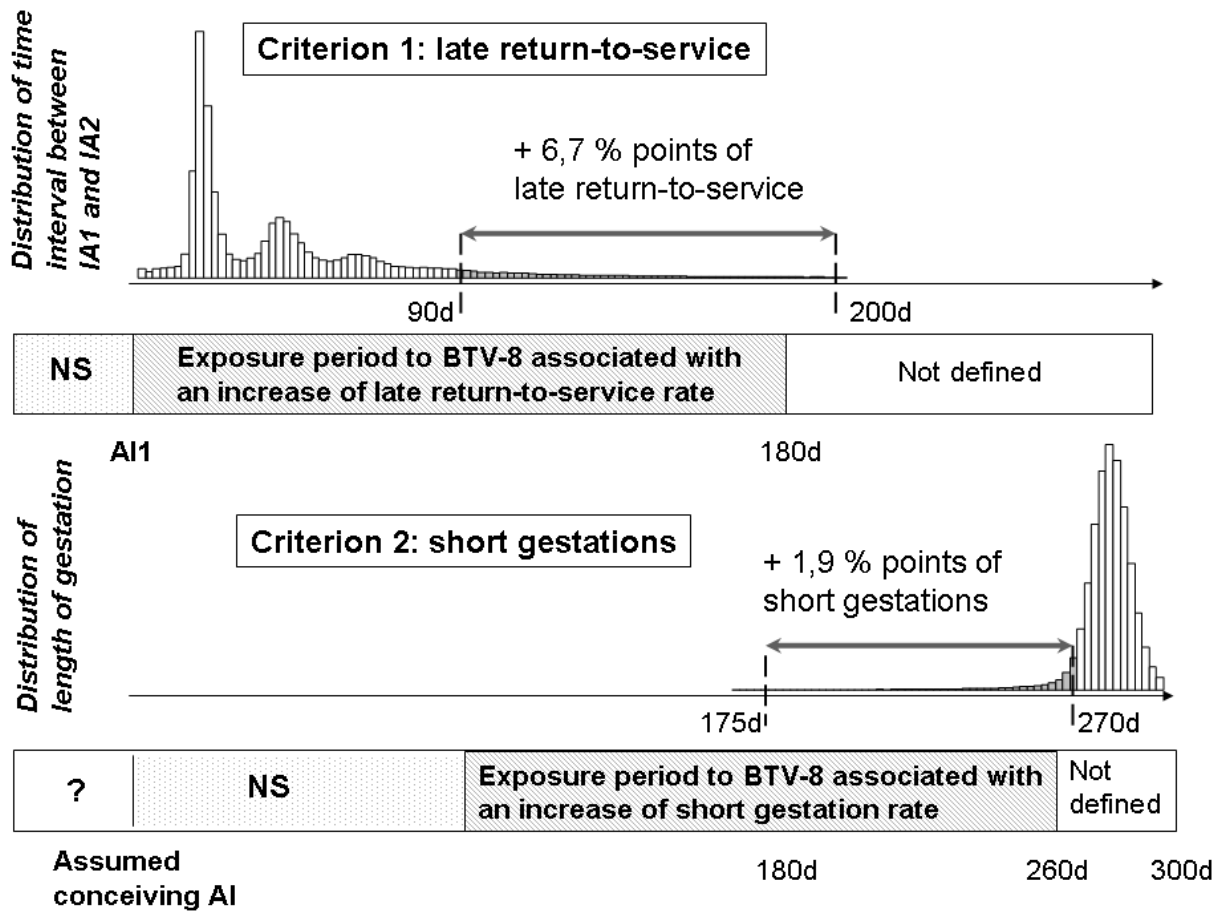 Criterion 1: late return-to-service
Distribution of time
interval between
IA1 and IA2
+ 6,7 % points of
late return-to-service
90d
200d
NS
Exposure period to BTV-8 associated with
an increase of late return-to-service rate
Not defined
AI1
180d
Distribution of
length of gestation
Criterion 2: short gestations
+ 1,9 % points of
short gestations
175d
270d
?
NS
Exposure period to BTV-8 associated with
an increase of short gestation rate
Not
defined
Assumed
conceiving AI
180d
260d
300d